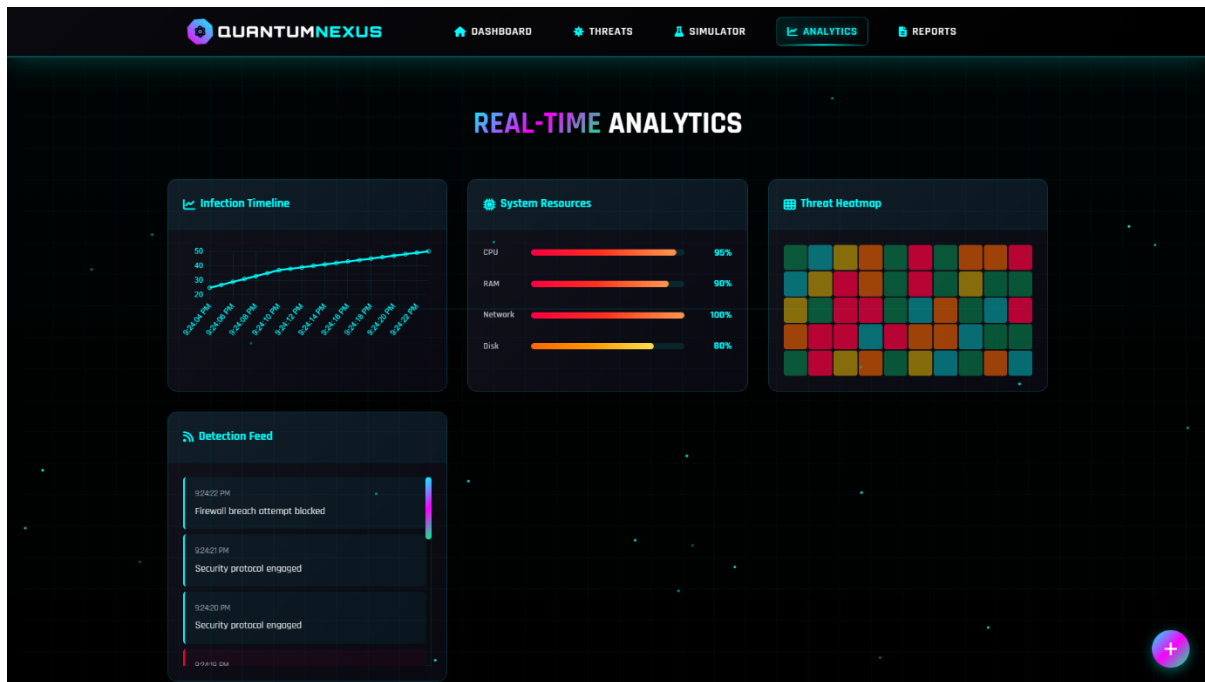 QUANTUMNEXUS
DASHBOARD
THREATS
SIMULATOR
ANALYTICS
REPORTS
REAL-TIME ANALYTICS
Infection Timeline
50
40
30
20
9:24:04 PM
9:24:06 PM
9:24:08 PM
9:24:10 PM
9:24:12 PM
9:24:14 PM
9:24:16 PM
9:24:18 PM
9:24:20 PM
9:24:22 PM
System Resources
CPU 95%
RAM 90%
Network 100%
Disk 80%
Threat Heatmap
Detection Feed
9:24:22 PM
Firewall breach attempt blocked
9:24:21 PM
Security protocol engaged
9:24:20 PM
Security protocol engaged
9:24:19 PM
+